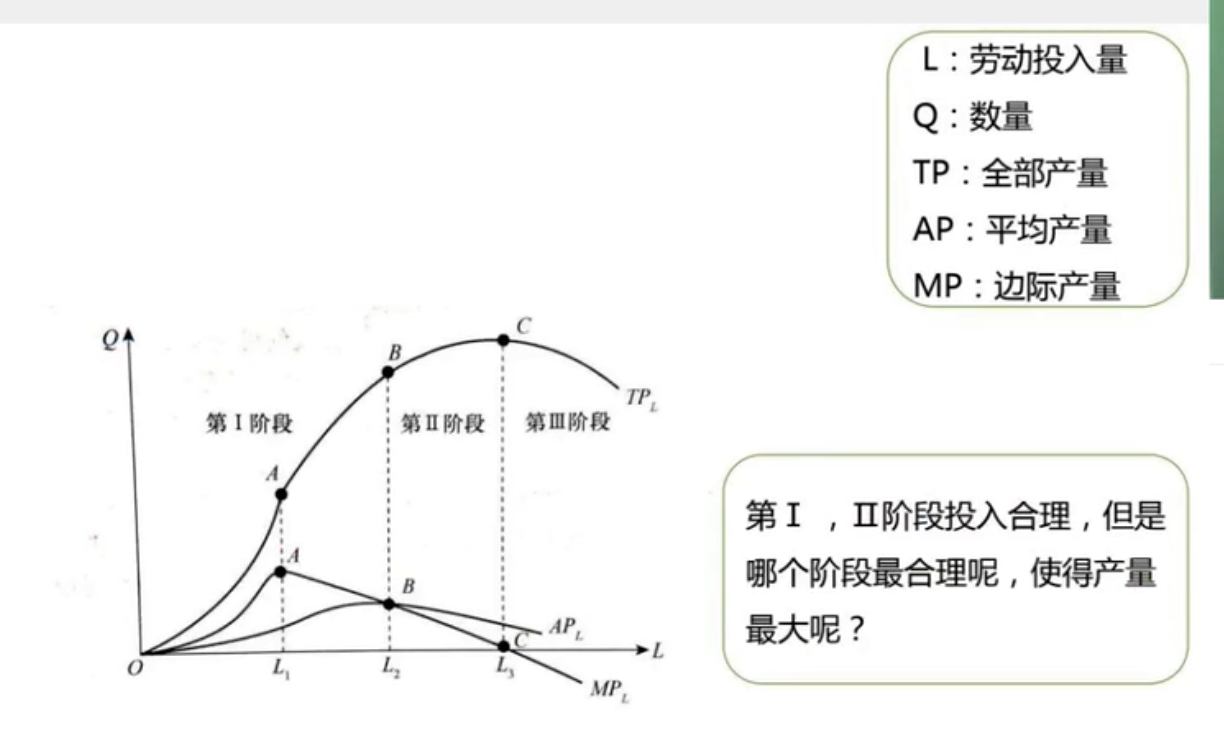 L：劳动投入量
Q：数量
TP：全部产量
AP：平均产量
MP：边际产量
Q
C
B
TP_L
第Ⅰ阶段
第Ⅱ阶段
第Ⅲ阶段
A
A
B
AP_L
C
L
O
L₁
L₂
L₃
MP_L
第Ⅰ ，Ⅱ阶段投入合理，但是
哪个阶段最合理呢，使得产量
最大呢？